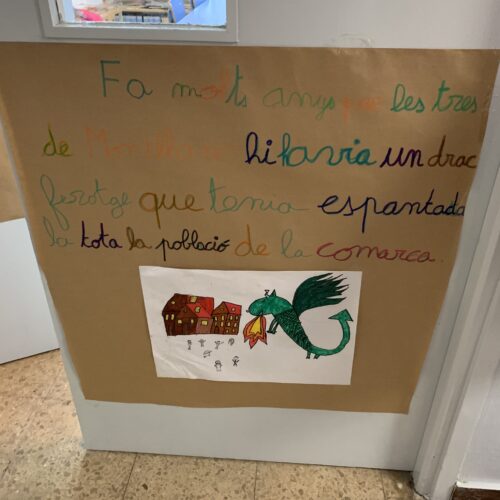 Fa molts anys per les tres
de hi havia un drac
ferotge que tenia espantada
la tota la població de la comarca.